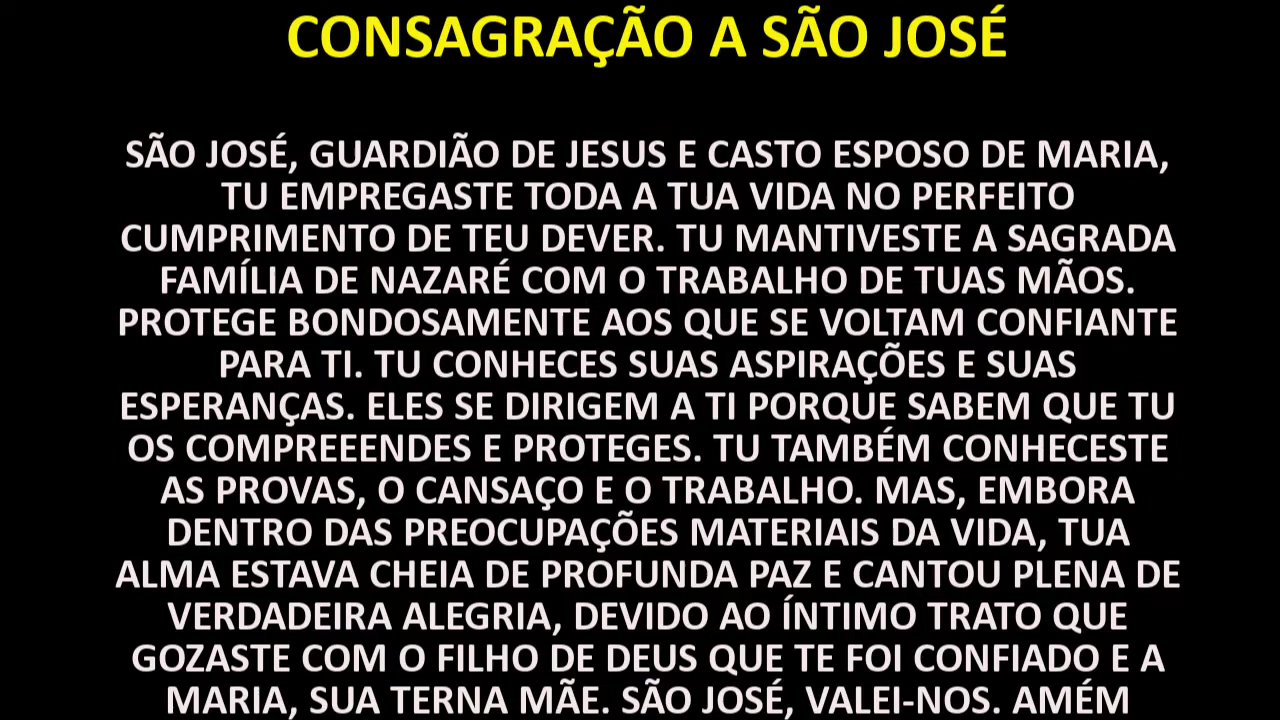 CONSAGRAÇÃO A SÃO JOSÉ
SÃO JOSÉ, GUARDIÃO DE JESUS E CASTO ESPOSO DE MARIA,
TU EMPREGASTE TODA A TUA VIDA NO PERFEITO
CUMPRIMENTO DE TEU DEVER. TU MANTIVESTE A SAGRADA
FAMÍLIA DE NAZARÉ COM O TRABALHO DE TUAS MÃOS.
PROTEGE BONDOSAMENTE AOS QUE SE VOLTAM CONFIANTE
PARA TI. TU CONHECES SUAS ASPIRAÇÕES E SUAS
ESPERANÇAS. ELES SE DIRIGEM A TI PORQUE SABEM QUE TU
OS COMPREEENDES E PROTEGES. TU TAMBÉM CONHECESTE
AS PROVAS, O CANSAÇO E O TRABALHO. MAS, EMBORA
DENTRO DAS PREOCUPAÇÕES MATERIAIS DA VIDA, TUA
ALMA ESTAVA CHEIA DE PROFUNDA PAZ E CANTOU PLENA DE
VERDADEIRA ALEGRIA, DEVIDO AO ÍNTIMO TRATO QUE
GOZASTE COM O FILHO DE DEUS QUE TE FOI CONFIADO E A
MARIA, SUA TERNA MÃE. SÃO JOSÉ, VALEI-NOS. AMÉM